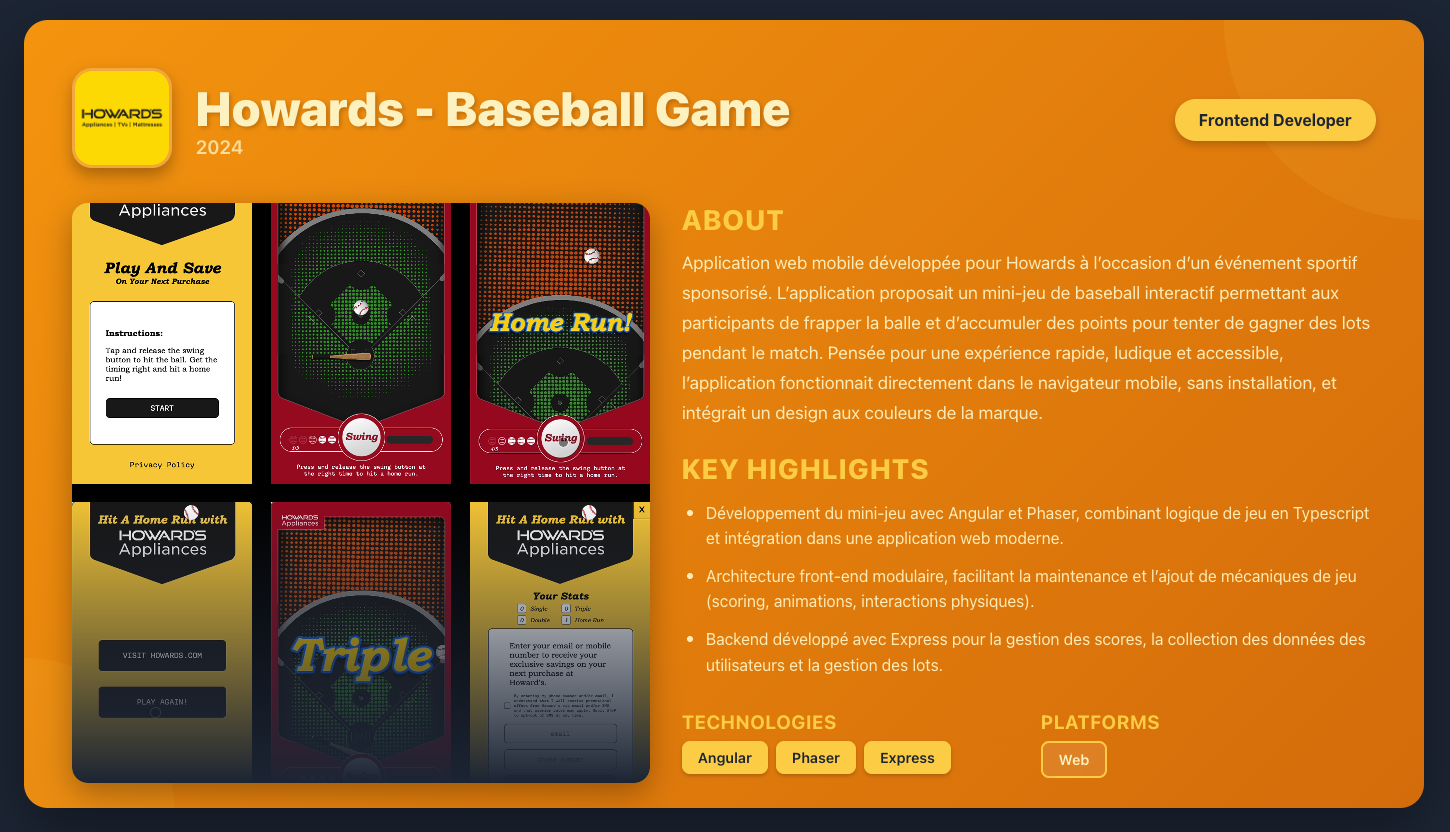 HOWARDS
Appliances | TVs | Mattresses
Howards - Baseball Game
2024
Frontend Developer
Appliances
Play And Save
On Your Next Purchase
Instructions:
Tap and release the swing
button to hit the ball. Get the
timing right and hit a home
run!
START
Privacy Policy
Swing
Press and release the swing button at
the right time to hit a home run.
Home Run!
Swing
Press and release the swing button at
the right time to hit a home run.
Hit A Home Run with
HOWARDS
Appliances
VISIT HOWARDS.COM
PLAY AGAIN!
HOWARDS
Appliances
Triple
X
Hit A Home Run with
HOWARDS
Appliances
Your Stats
0 Single 0 Triple
0 Double 1 Home Run
Enter your email or mobile
number to receive your
exclusive savings on your
next purchase at
Howard's.
email
ABOUT
Application web mobile développée pour Howards à l’occasion d’un événement sportif
sponsorisé. L’application proposait un mini-jeu de baseball interactif permettant aux
participants de frapper la balle et d’accumuler des points pour tenter de gagner des lots
pendant le match. Pensée pour une expérience rapide, ludique et accessible,
l’application fonctionnait directement dans le navigateur mobile, sans installation, et
intégrait un design aux couleurs de la marque.
KEY HIGHLIGHTS
• Développement du mini-jeu avec Angular et Phaser, combinant logique de jeu en Typescript
et intégration dans une application web moderne.
• Architecture front-end modulaire, facilitant la maintenance et l’ajout de mécaniques de jeu
(scoring, animations, interactions physiques).
• Backend développé avec Express pour la gestion des scores, la collection des données des
utilisateurs et la gestion des lots.
TECHNOLOGIES
Angular Phaser Express
PLATFORMS
Web